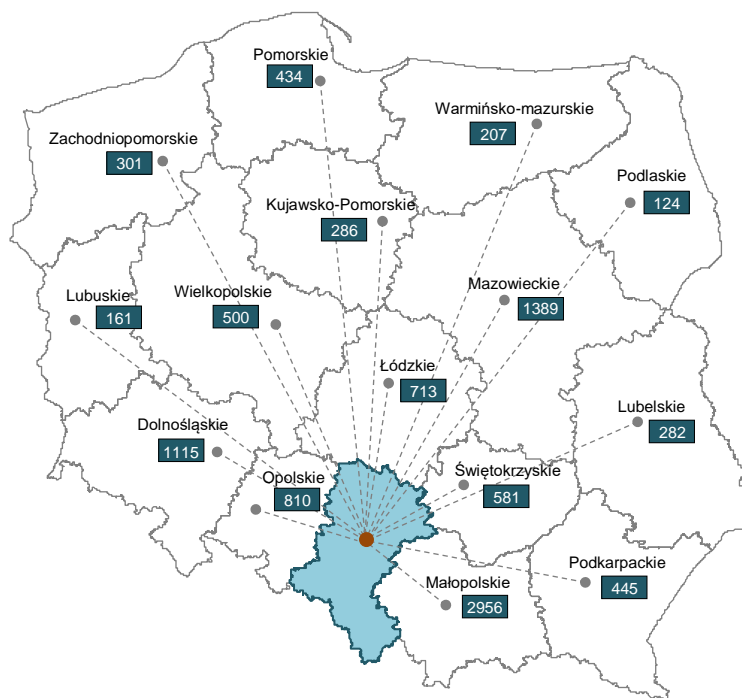 Pomorskie
434
Warmińsko-mazurskie
207
Zachodniopomorskie
301
Podlaskie
124
Kujawsko-Pomorskie
286
Mazowieckie
1389
Lubuskie
161
Wielkopolskie
500
Łódzkie
713
Lubelskie
282
Dolnośląskie
1115
Opolskie
810
Świętokrzyskie
581
Podkarpackie
445
Małopolskie
2956